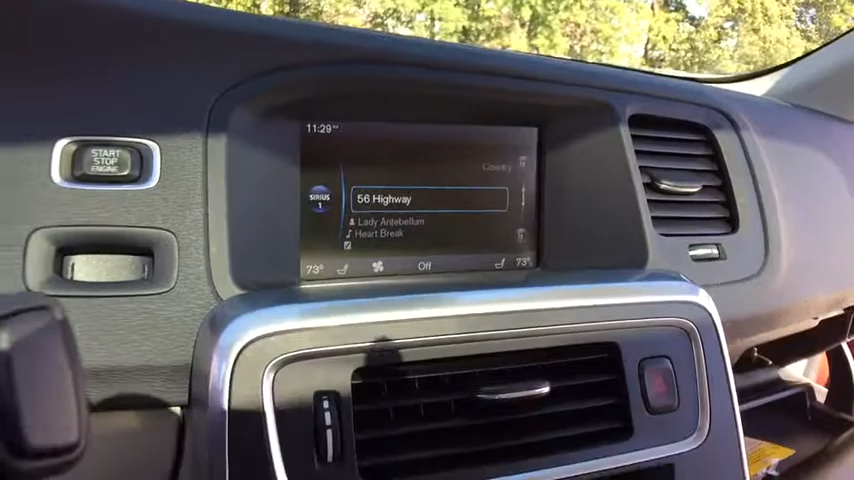 11:29
START
STOP
ENGINE
Country
SIRIUS
1
56 Highway
Lady Antebellum
Heart Break
73°
Off
73°